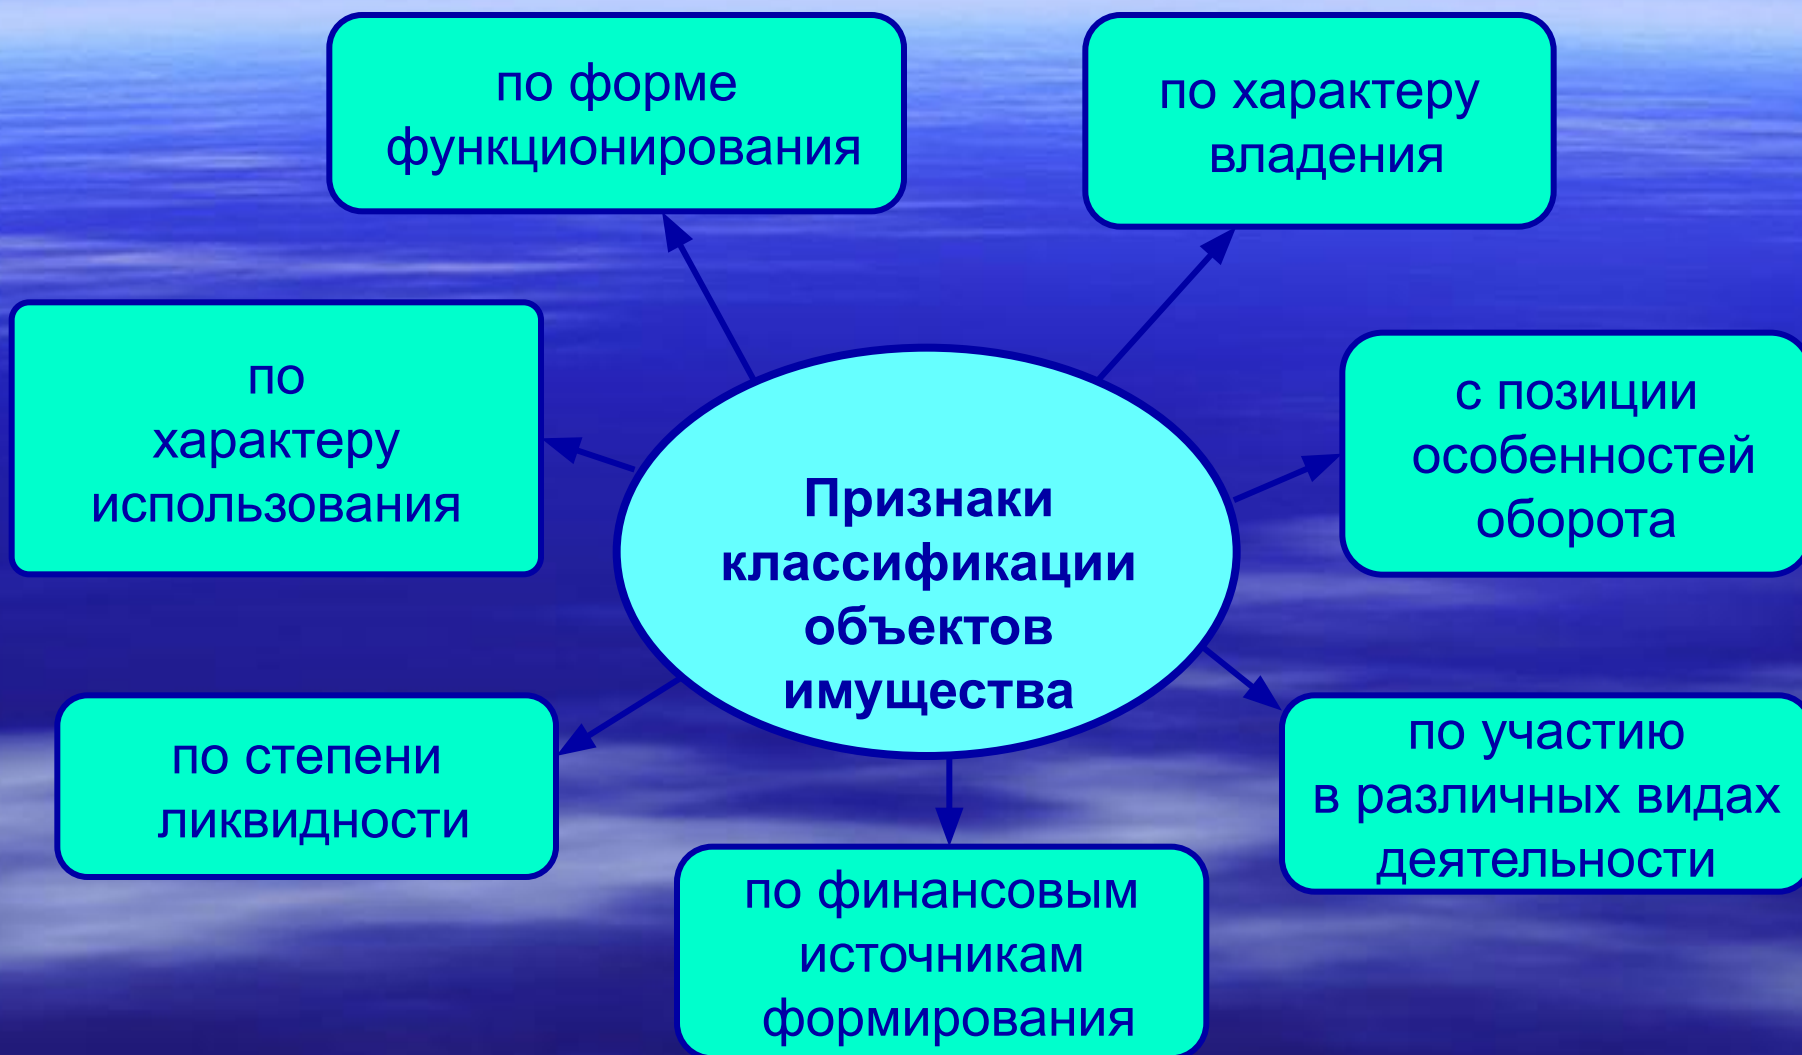 по форме
функционирования
по характеру
владения
по
характеру
использования
с позиции
особенностей
оборота
Признаки
классификации
объектов
имущества
по степени
ликвидности
по участию
в различных видах
деятельности
по финансовым
источникам
формирования